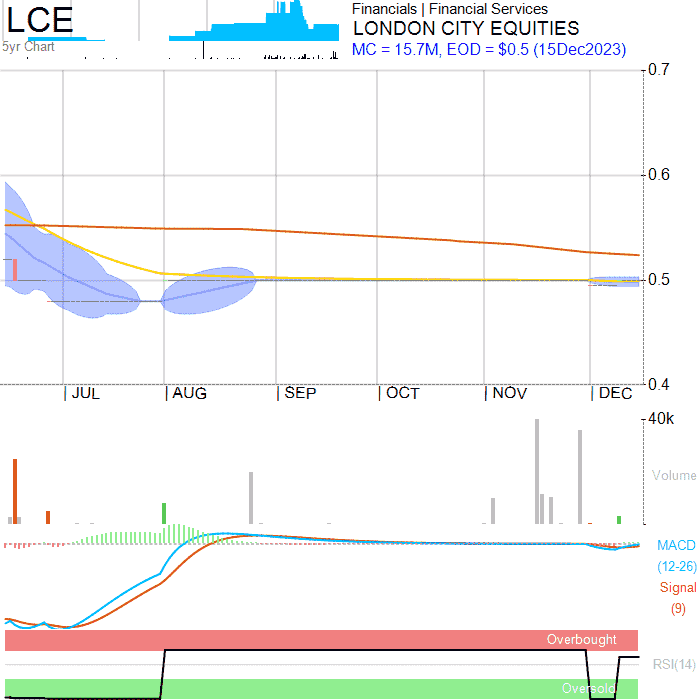 LCE
5yr Chart
Financials | Financial Services
LONDON CITY EQUITIES
MC = 15.7M, EOD = $0.5 (15Dec2023)
0.7
0.6
0.5
0.4
JUL AUG SEP OCT NOV DEC
40k
Volume
MACD
(12-26)
Signal
(9)
Overbought
RSI(14)
Oversold